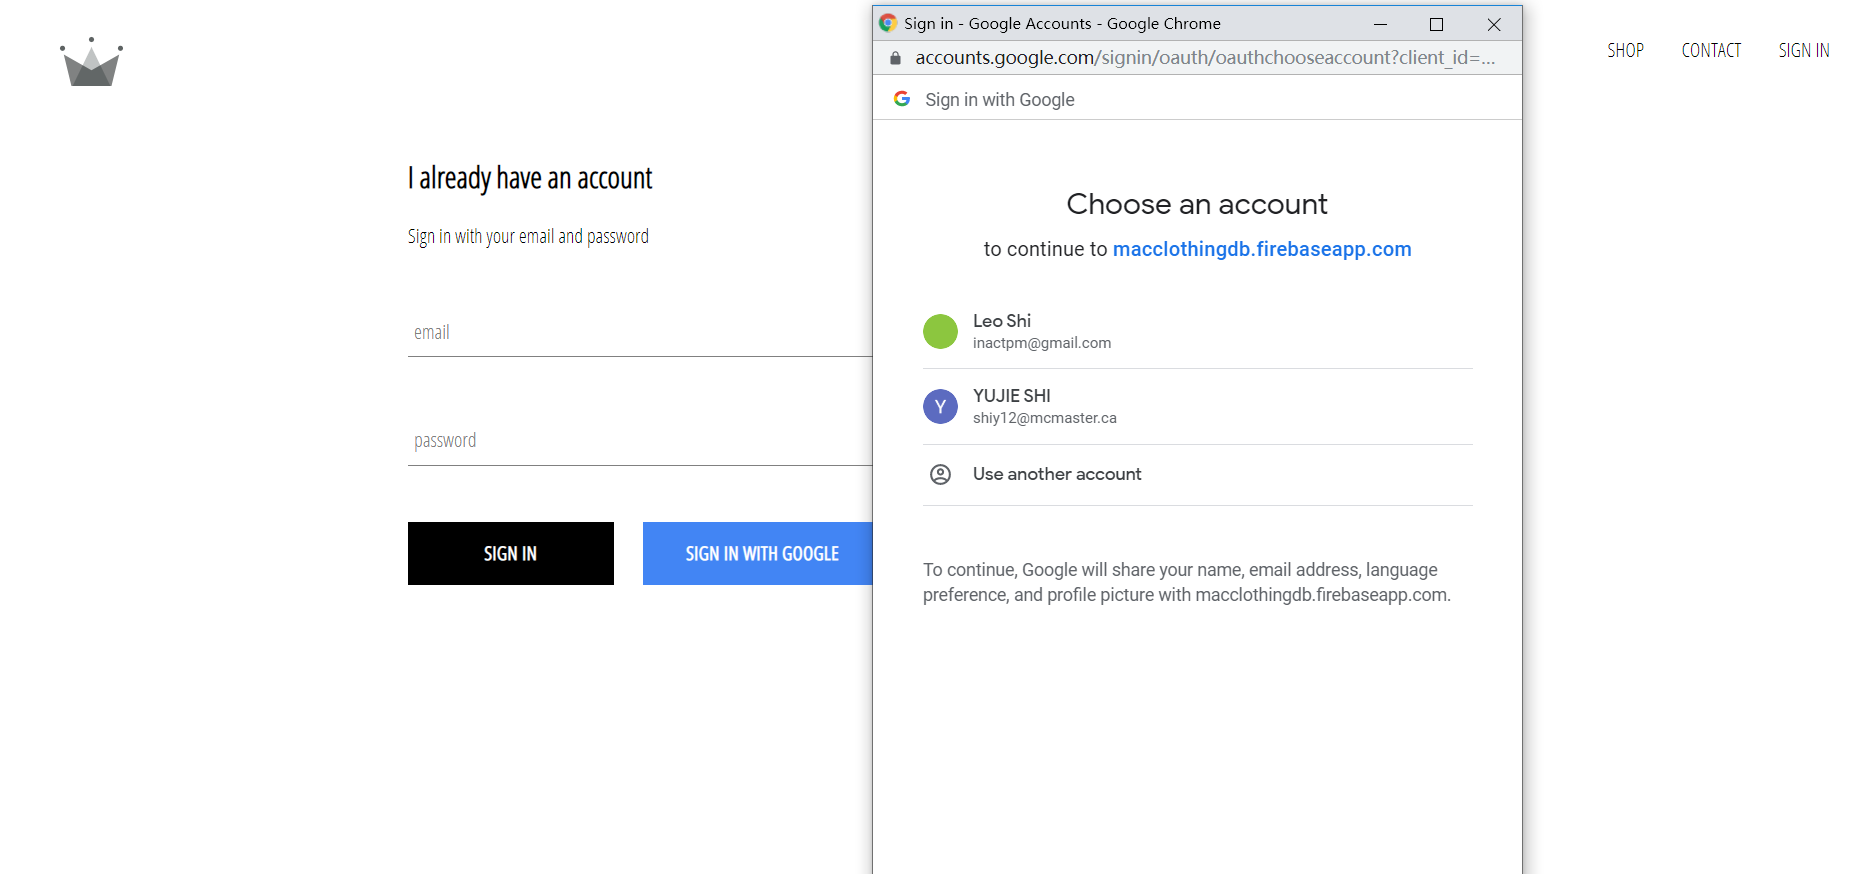 SHOP
CONTACT
SIGN IN
I already have an account
Sign in with your email and password
email
password
SIGN IN
SIGN IN WITH GOOGLE
Sign in - Google Accounts - Google Chrome
accounts.google.com/signin/oauth/oauthchooseaccount?client_id=...
Sign in with Google
Choose an account
to continue to macclothingdb.firebaseapp.com
Leo Shi
inactpm@gmail.com
Y
YUJIE SHI
shiy12@mcmaster.ca
Use another account
To continue, Google will share your name, email address, language
preference, and profile picture with macclothingdb.firebaseapp.com.